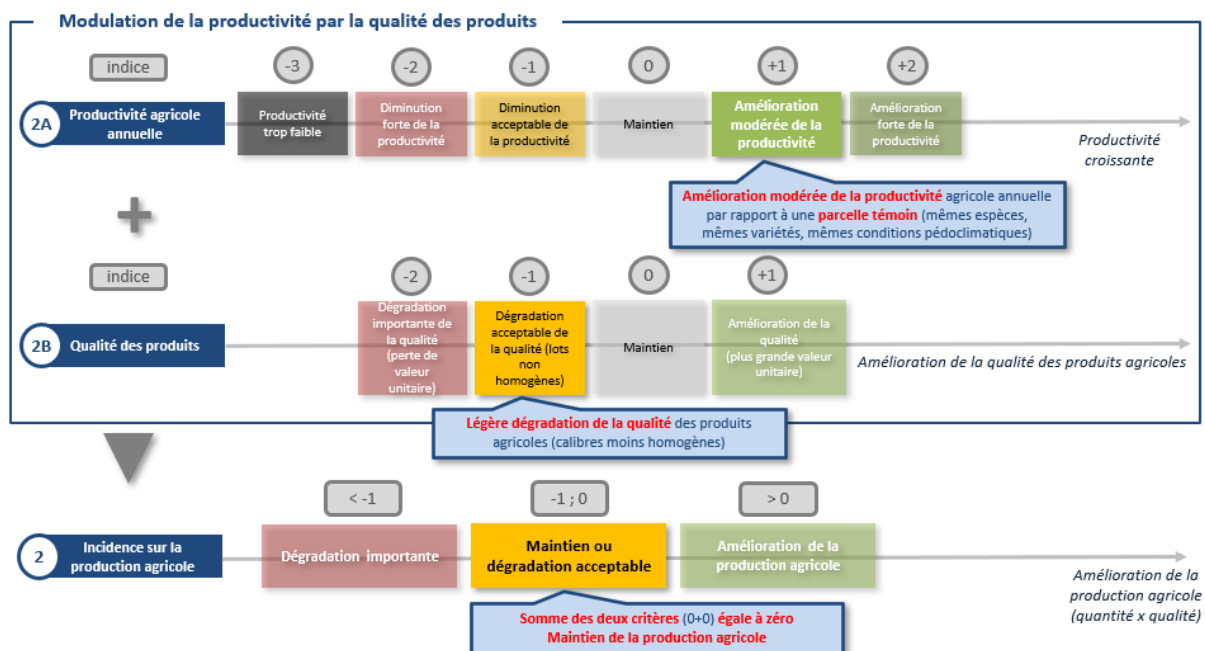 Modulation de la productivité par la qualité des produits
indice
-3
-2
-1
0
+1
+2
2A
Productivité agricole
annuelle
Productivité
trop faible
Diminution
forte de la
productivité
Diminution
acceptable de
la productivité
Maintien
Amélioration
modérée de la
productivité
Amélioration
forte de la
productivité
Productivité
croissante
Amélioration modérée de la productivité agricole annuelle
par rapport à une parcelle témoin (mêmes espèces,
mêmes variétés, mêmes conditions pédoclimatiques)
+
indice
-2
-1
0
+1
2B
Qualité des produits
Dégradation
importante de
la qualité
(perte de
valeur
unitaire)
Dégradation
acceptable de
la qualité (lots
non
homogènes)
Maintien
Amélioration de la
qualité
(plus grande valeur
unitaire)
Amélioration de la qualité des produits agricoles
Légère dégradation de la qualité des produits
agricoles (calibres moins homogènes)
< -1
-1 ; 0
> 0
2
Incidence sur la
production agricole
Dégradation importante
Maintien ou
dégradation acceptable
Amélioration de la
production agricole
Amélioration de la
production agricole
(quantité x qualité)
Somme des deux critères (0+0) égale à zéro
Maintien de la production agricole